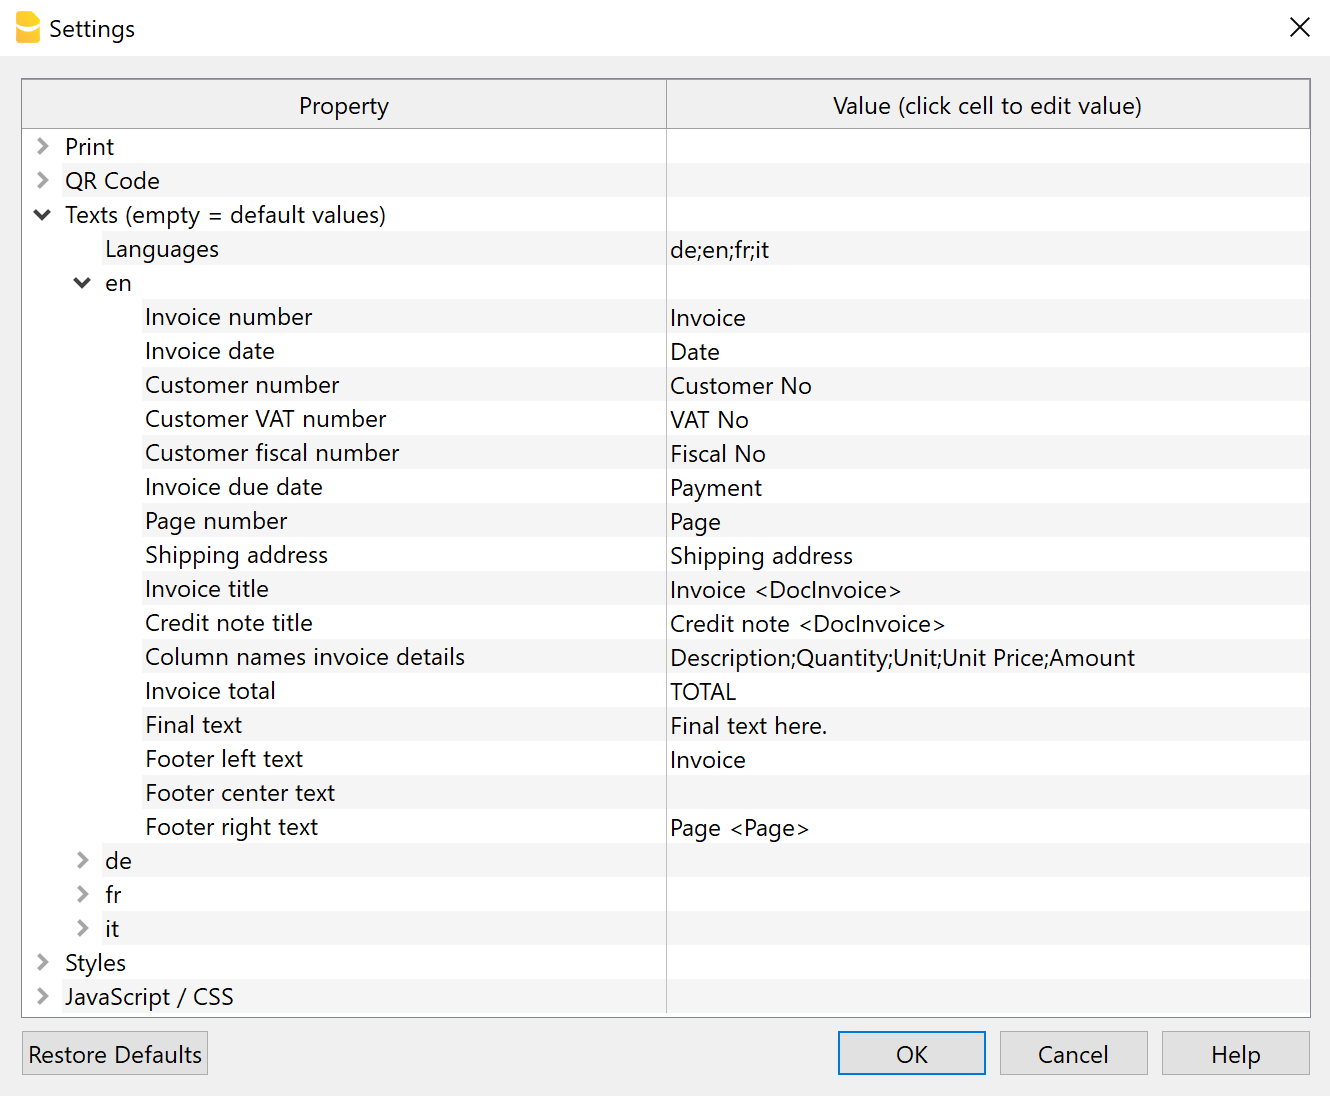 Settings
Property Value (click cell to edit value)
Print
QR Code
Texts (empty = default values)
Languages de;en;fr;it
en
Invoice number Invoice
Invoice date Date
Customer number Customer No
Customer VAT number VAT No
Customer fiscal number Fiscal No
Invoice due date Payment
Page number Page
Shipping address Shipping address
Invoice title Invoice <DocInvoice>
Credit note title Credit note <DocInvoice>
Column names invoice details Description;Quantity;Unit;Unit Price;Amount
Invoice total TOTAL
Final text Final text here.
Footer left text Invoice
Footer center text
Footer right text Page <Page>
de
fr
it
Styles
JavaScript / CSS
Restore Defaults OK Cancel Help